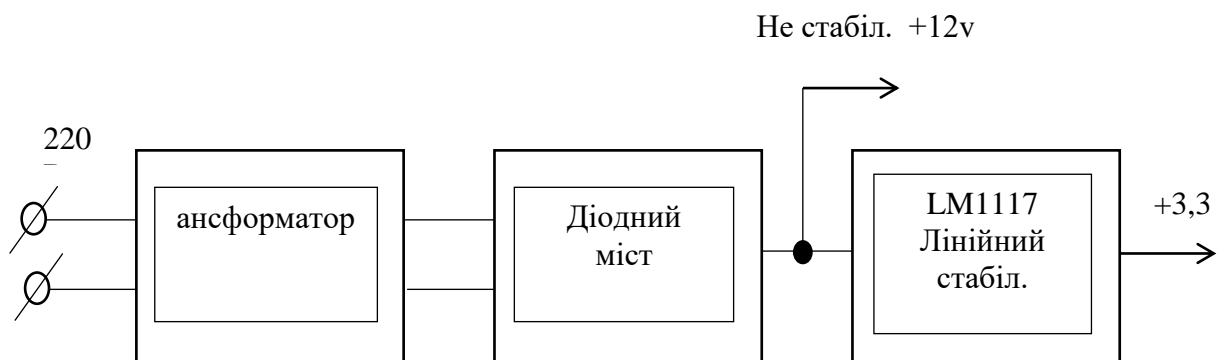 Не стабіл. +12v
220
ансформатор
Діодний
міст
LM1117
Лінійний
стабіл.
+3,3